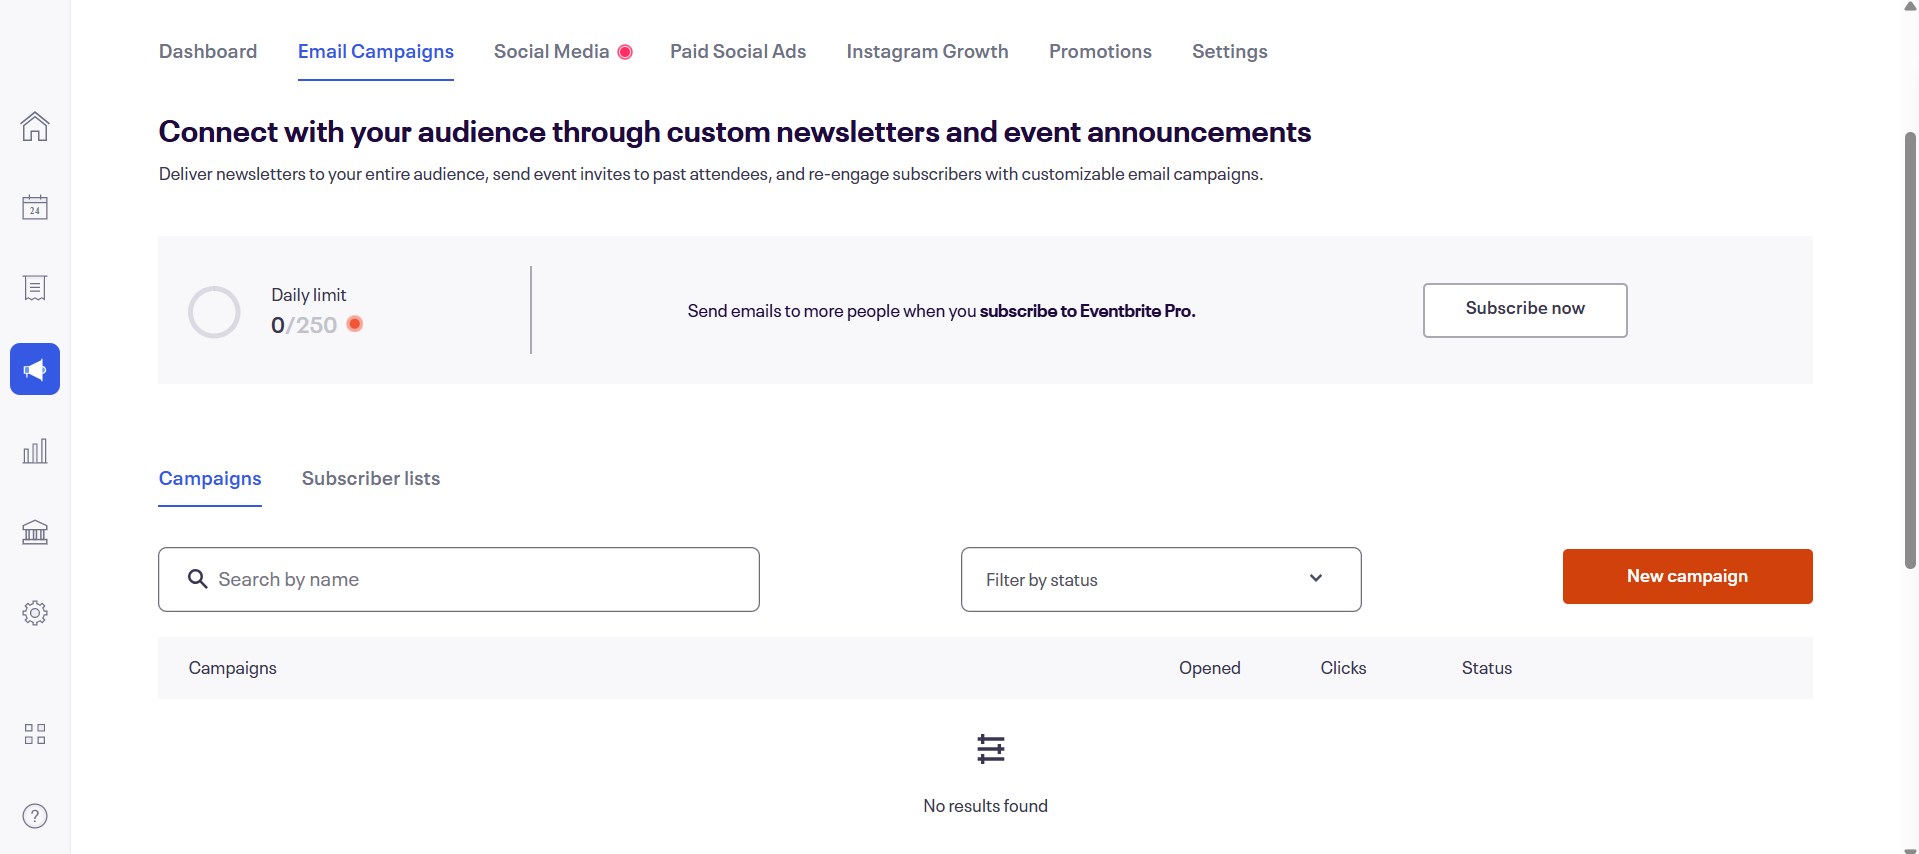 Dashboard
Email Campaigns
Social Media
Paid Social Ads
Instagram Growth
Promotions
Settings
Connect with your audience through custom newsletters and event announcements
Deliver newsletters to your entire audience, send event invites to past attendees, and re-engage subscribers with customizable email campaigns.
24
Daily limit
0/250
Send emails to more people when you subscribe to Eventbrite Pro.
Subscribe now
Campaigns
Subscriber lists
Search by name
Filter by status
New campaign
Campaigns
Opened
Clicks
Status
No results found
?